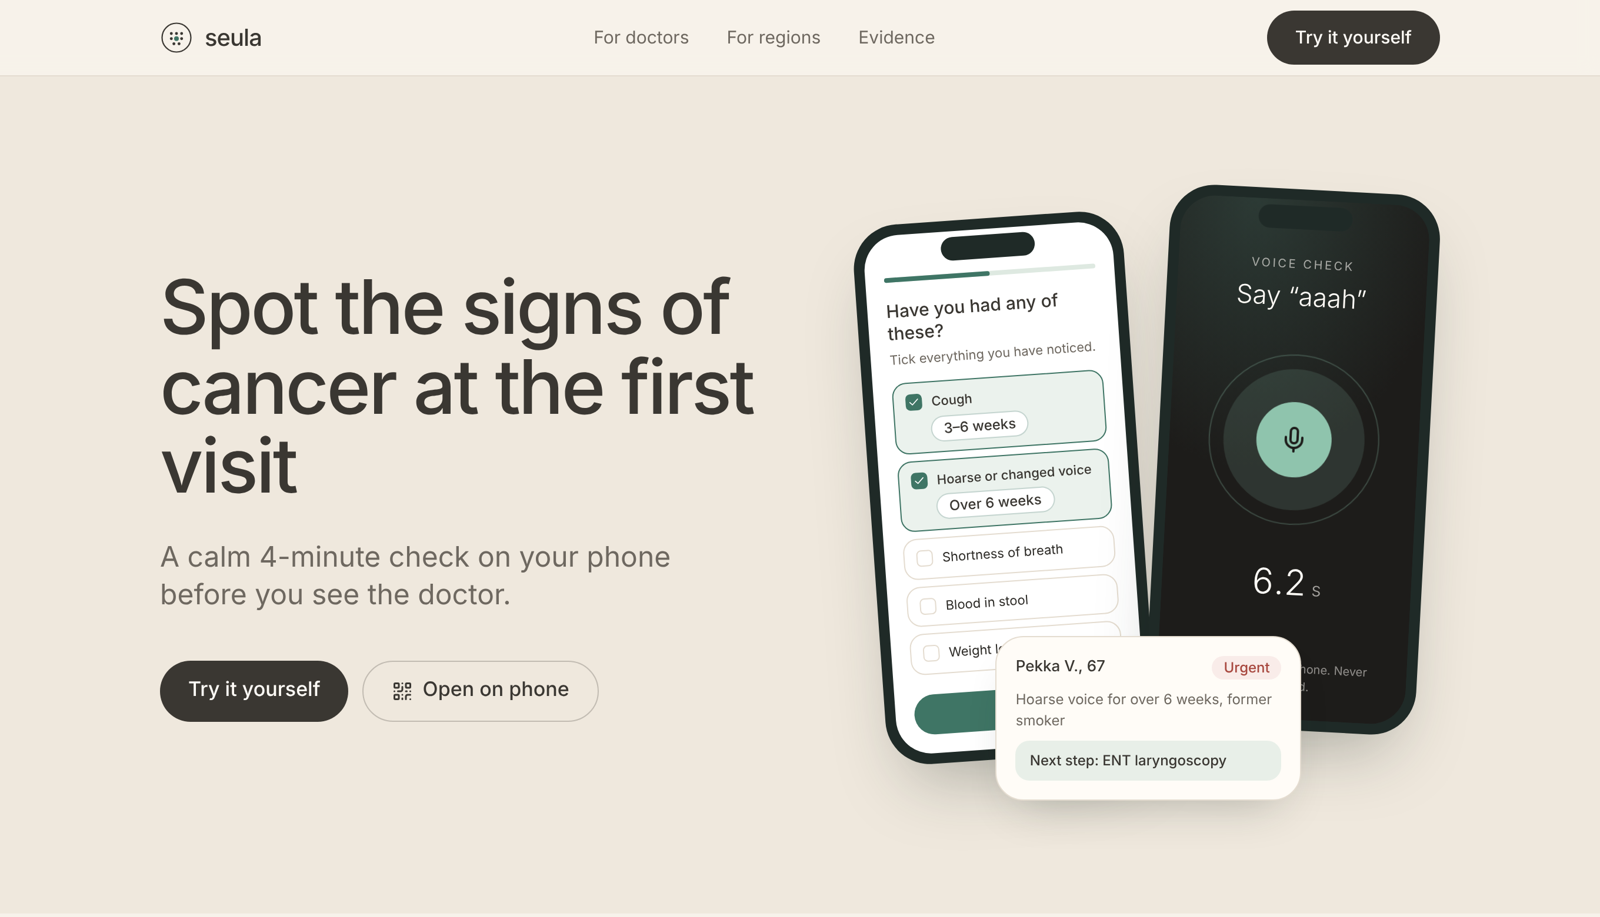 seula
For doctors
For regions
Evidence
Try it yourself
Spot the signs of
cancer at the first
visit
A calm 4-minute check on your phone
before you see the doctor.
Try it yourself
Open on phone
Have you had any of
these?
Tick everything you have noticed.
Cough
3–6 weeks
Hoarse or changed voice
Over 6 weeks
Shortness of breath
Blood in stool
Weight
VOICE CHECK
Say “aaah”
6.2 s
Never
Pekka V., 67
Urgent
Hoarse voice for over 6 weeks, former
smoker
Next step: ENT laryngoscopy